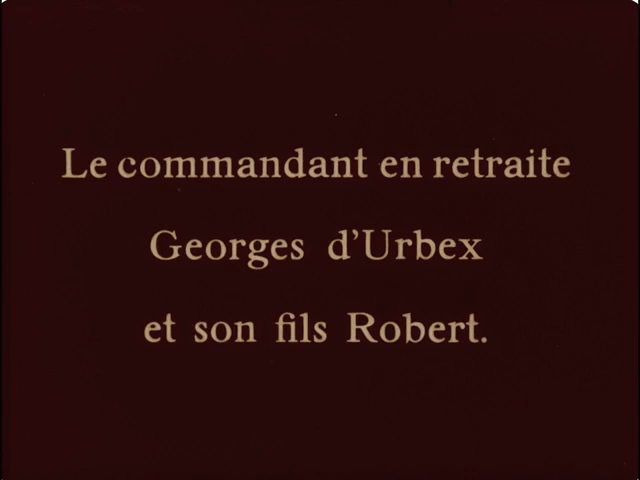 Le commandant en retraite
Georges d'Urbex
et son fils Robert.